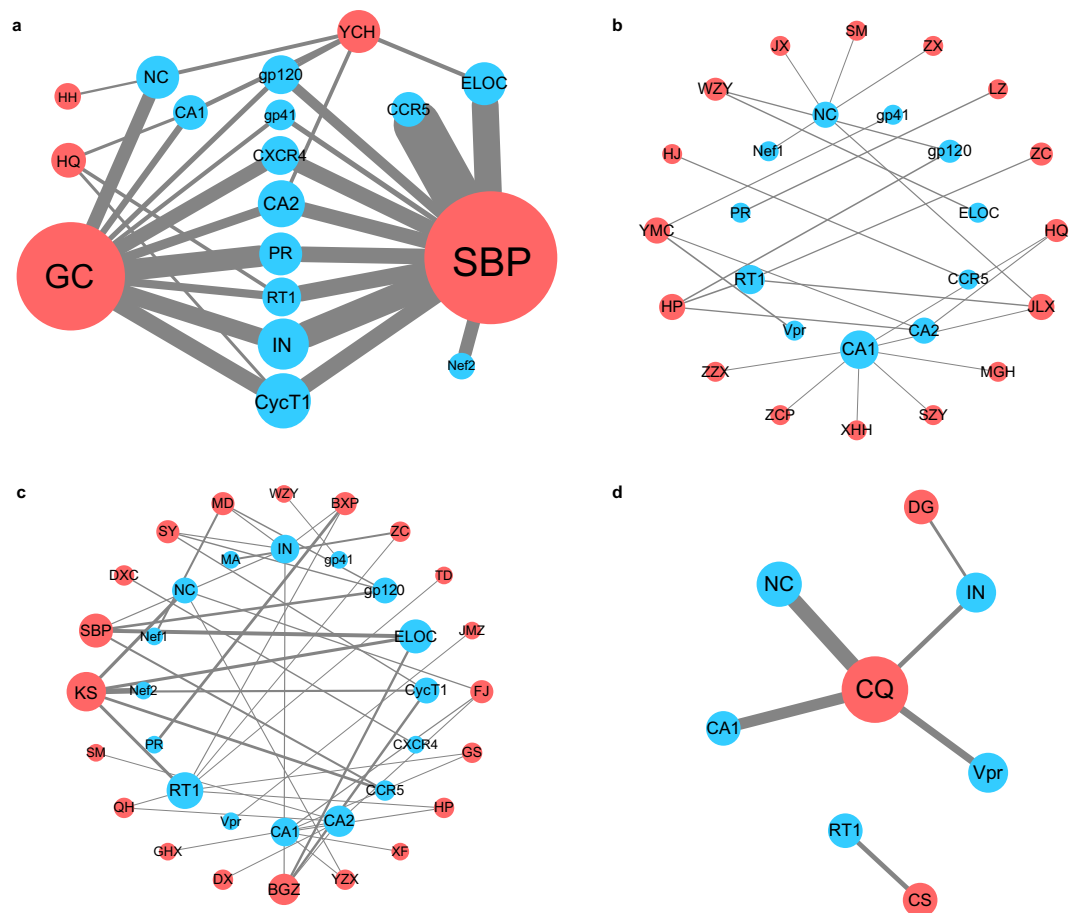 a
YCH
NC
gp120
ELOC
HH
CA1
CCR5
gp41
HQ
CXCR4
CA2
PR
GC
SBP
RT1
IN
Nef2
CycT1
b
SM
JX
ZX
WZY
LZ
NC
gp41
Nef1
gp120
HJ
ZC
PR
ELOC
YMC
HQ
RT1
CCR5
HP
JLX
Vpr
CA2
CA1
ZZX
MGH
ZCP
SZY
XHH
c
WZY
MD
BXP
SY
ZC
IN
MA
gp41
DXC
TD
NC
gp120
SBP
Nef1
ELOC
JMZ
KS
Nef2
CycT1
FJ
PR
CXCR4
SM
GS
RT1
CCR5
QH
HP
Vpr
CA2
CA1
GHX
XF
DX
YZX
BGZ
d
DG
NC
IN
CQ
CA1
Vpr
RT1
CS